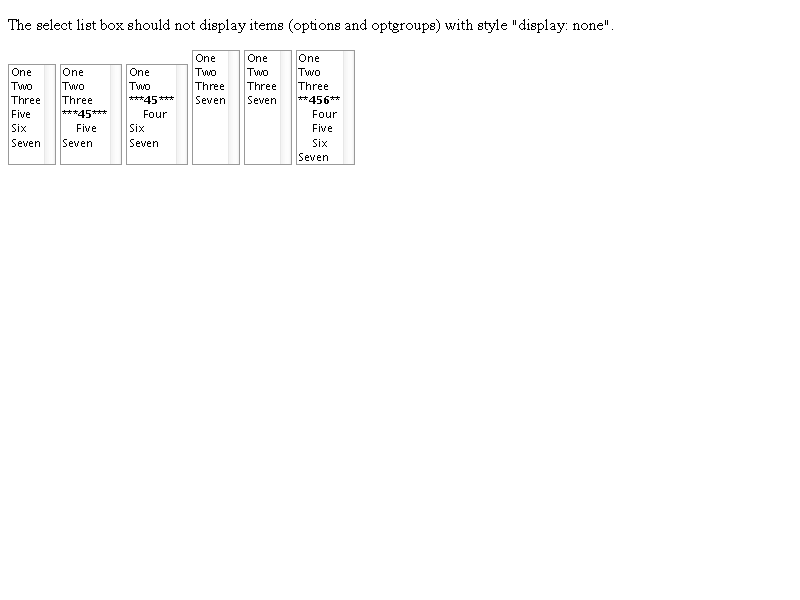 The select list box should not display items (options and optgroups) with style "display: none".
One
Two
Three
Five
Six
Seven
One
Two
Three
***45***
Five
Seven
One
Two
***45***
Four
Six
Seven
One
Two
Three
Seven
One
Two
Three
Seven
One
Two
Three
**456**
Four
Five
Six
Seven